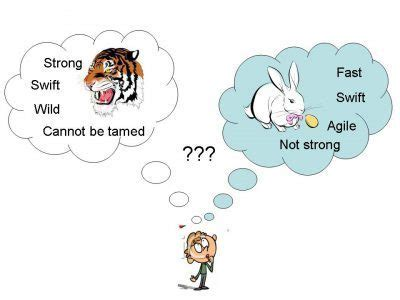 Strong
Swift
Wild
Cannot be tamed
???
Fast
Swift
Agile
Not strong